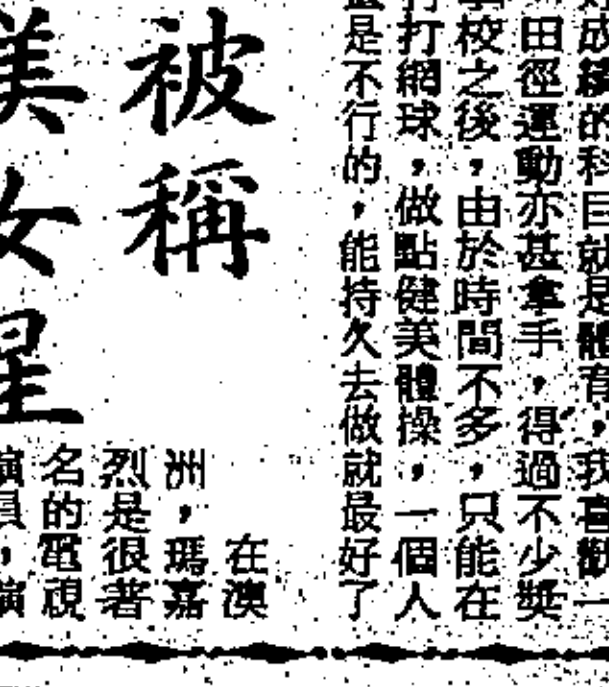 好成績的科目就是體育，我喜歡一
田徑運動亦甚拿手，得過不少獎
校之後，由於時間不多，只能在
打網球，做點健美體操，一個人
是不行的，能持久去做就最好了
被稱
美女星
在澳
洲，瑪嘉
烈是很著
名的電視
演員，演